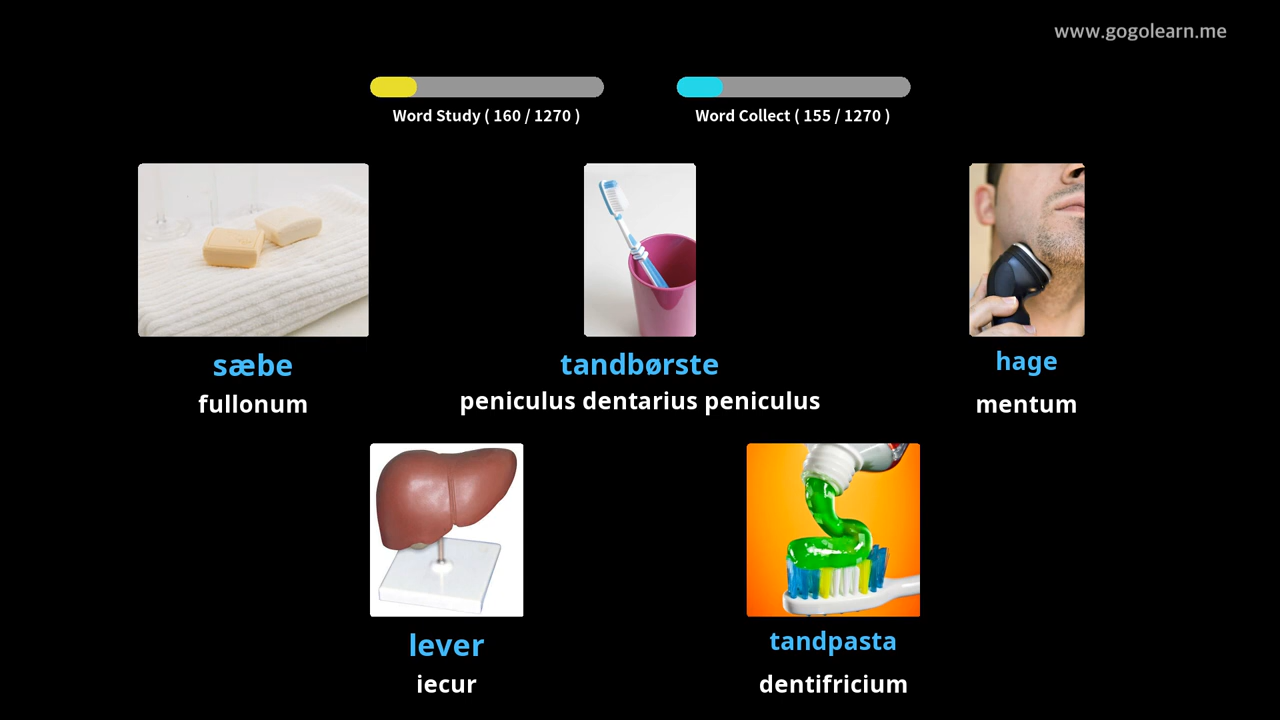 www.gogolearn.me
Word Study ( 160 / 1270 )
Word Collect ( 155 / 1270 )
sæbe
fullonum
tandbørste
peniculus dentarius peniculus
hage
mentum
lever
iecur
tandpasta
dentifricium